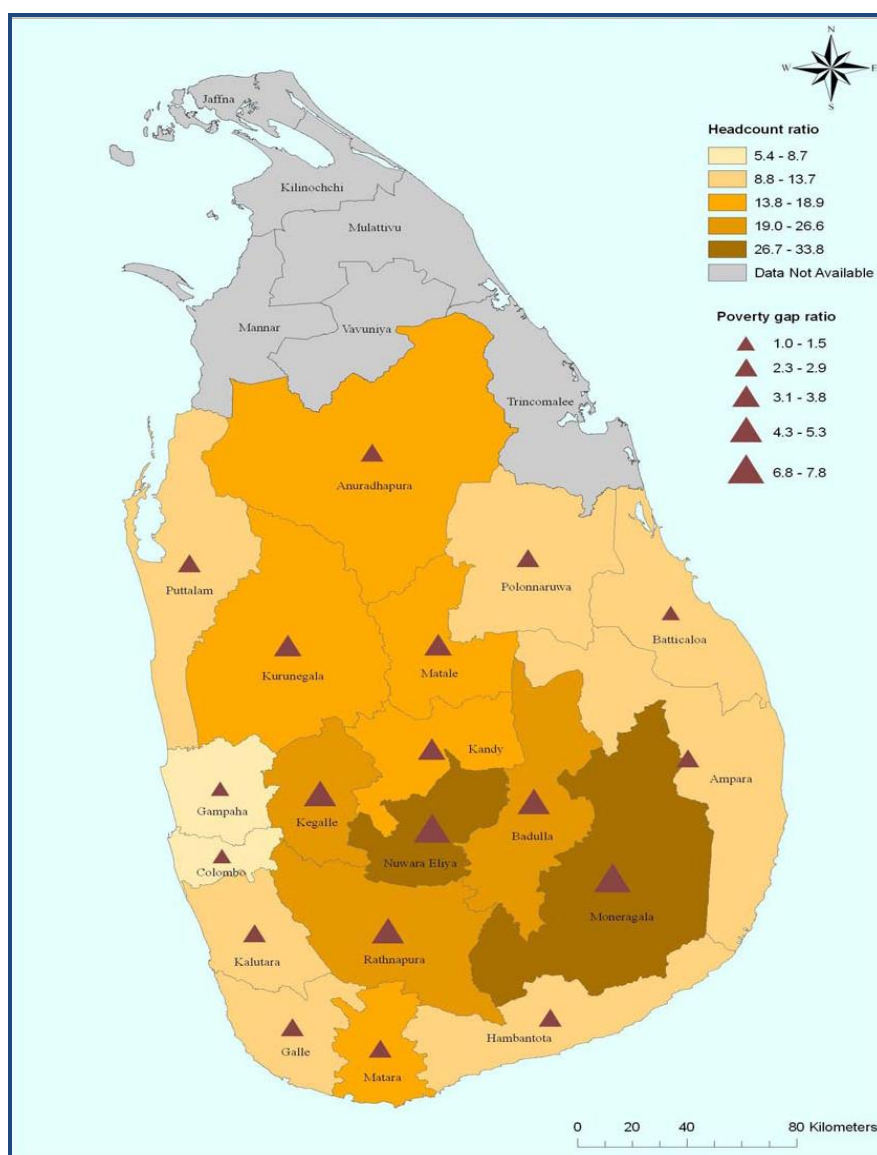 N
W E
S
Headcount ratio
5.4 - 8.7
8.8 - 13.7
13.8 - 18.9
19.0 - 26.6
26.7 - 33.8
Data Not Available
Poverty gap ratio
1.0 - 1.5
2.3 - 2.9
3.1 - 3.8
4.3 - 5.3
6.8 - 7.8
Jaffna
Kilinochchi
Mulattivu
Mannar
Vavuniya
Trincomalee
Anuradhapura
Puttalam
Polonnaruwa
Batticaloa
Kurunegala
Matale
Kandy
Ampara
Gampaha
Kegalle
Badulla
Nuwara Eliya
Colombo
Moneragala
Kalutara
Rathnapura
Hambantota
Galle
Matara
0 20 40 80 Kilometers